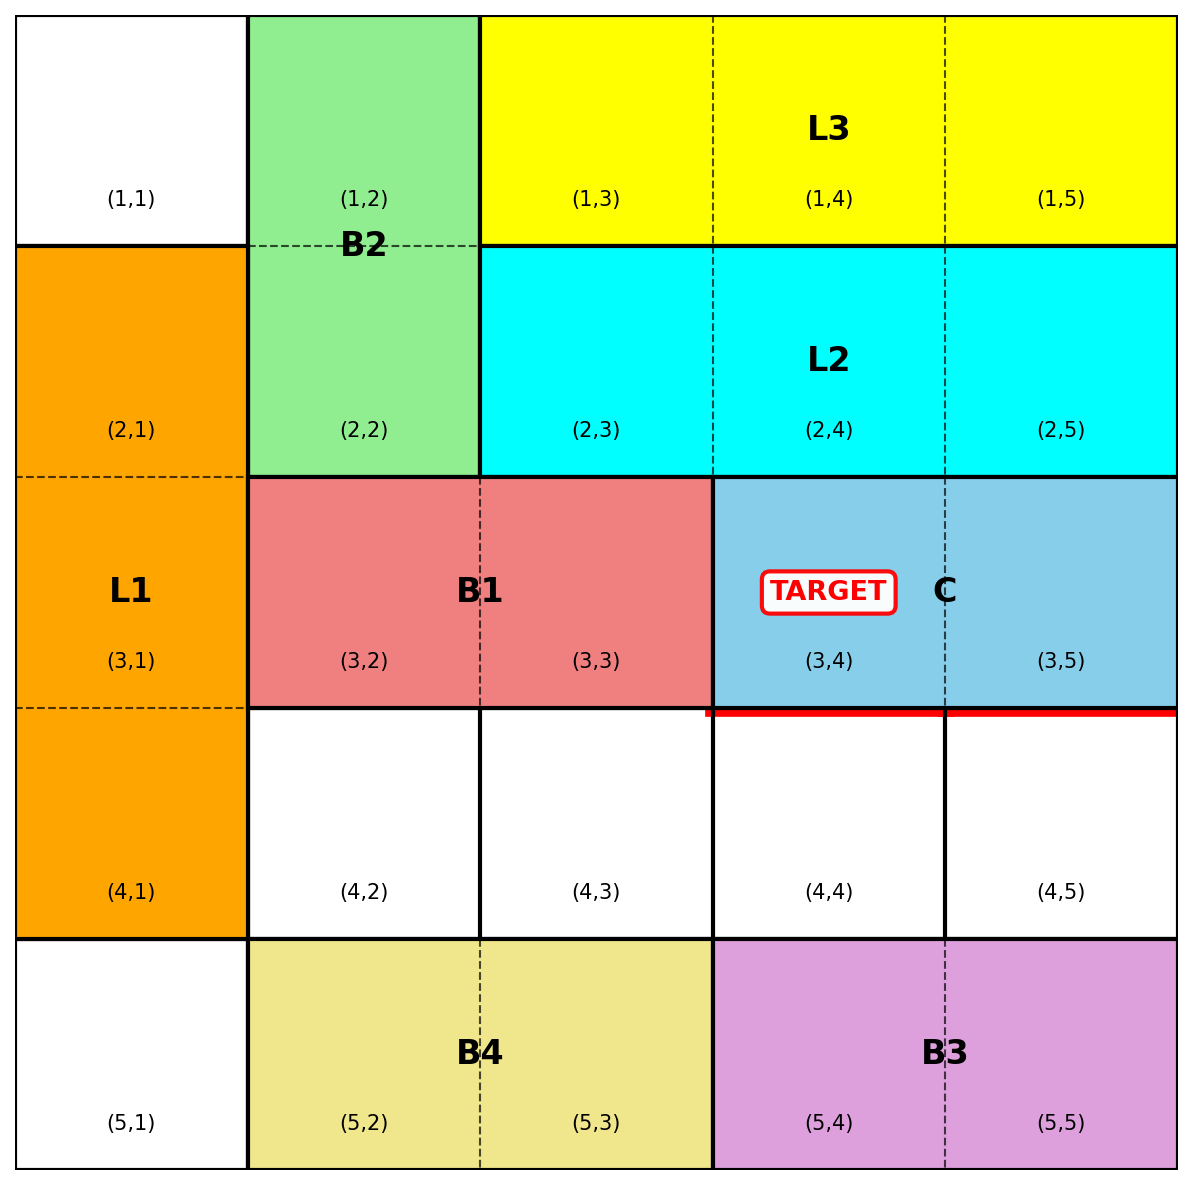 L3
(1,1) (1,2) (1,3) (1,4) (1,5)
B2
L2
(2,1) (2,2) (2,3) (2,4) (2,5)
L1 B1 TARGET C
(3,1) (3,2) (3,3) (3,4) (3,5)
(4,1) (4,2) (4,3) (4,4) (4,5)
B4 B3
(5,1) (5,2) (5,3) (5,4) (5,5)